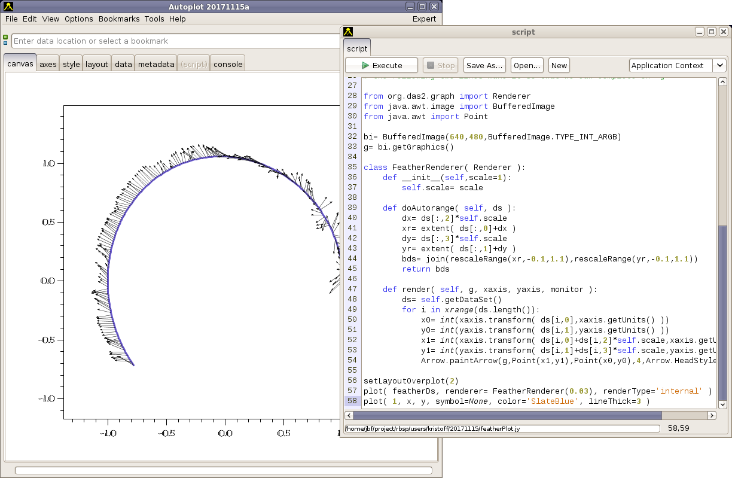 Autoplot 20171115a
File Edit View Options Bookmarks Tools Help Expert
Enter data location or select a bookmark
canvas axes style layout data metadata (script) console
1.0
0.5
0.0
-0.5
-1.0
-1.0 -0.5 0.0 0.5
script
script
Execute Stop Save As... Open... New Application Context
27
28 from org.das2.graph import Renderer
29 from java.awt.image import BufferedImage
30 from java.awt import Point
31
32 bi= BufferedImage(640,480,BufferedImage.TYPE_INT_ARGB)
33 g= bi.getGraphics()
34
35 class FeatherRenderer( Renderer ):
36 def __init__(self,scale=1):
37 self.scale= scale
38
39 def doAutorange( self, ds ):
40 dx= ds[:,2]*self.scale
41 xr= extent( ds[:,0]+dx )
42 dy= ds[:,3]*self.scale
43 yr= extent( ds[:,1]+dy )
44 bds= join(rescaleRange(xr,-0.1,1.1),rescaleRange(yr,-0.1,1.1))
45 return bds
46
47 def render( self, g, xaxis, yaxis, monitor ):
48 ds= self.getDataSet()
49 for i in xrange(ds.length()):
50 x0= int(xaxis.transform( ds[i,0],xaxis.getUnits() ))
51 y0= int(yaxis.transform( ds[i,1],yaxis.getUnits() ))
52 x1= int(xaxis.transform( ds[i,0]+ds[i,2]*self.scale,xaxis.getU
53 y1= int(yaxis.transform( ds[i,1]+ds[i,3]*self.scale,yaxis.getU
54 Arrow.paintArrow(g,Point(x1,y1),Point(x0,y0),4,Arrow.HeadStyle
55
56 setLayoutOverplot(2)
57 plot( featherDs, renderer= FeatherRenderer(0.03), renderType='internal' )
58 plot( 1, x, y, symbol=None, color='SlateBlue', lineThick=3 )
/home/jbf/project/rbsp/users/kristoff/20171115/featherPlot.jy 58,59